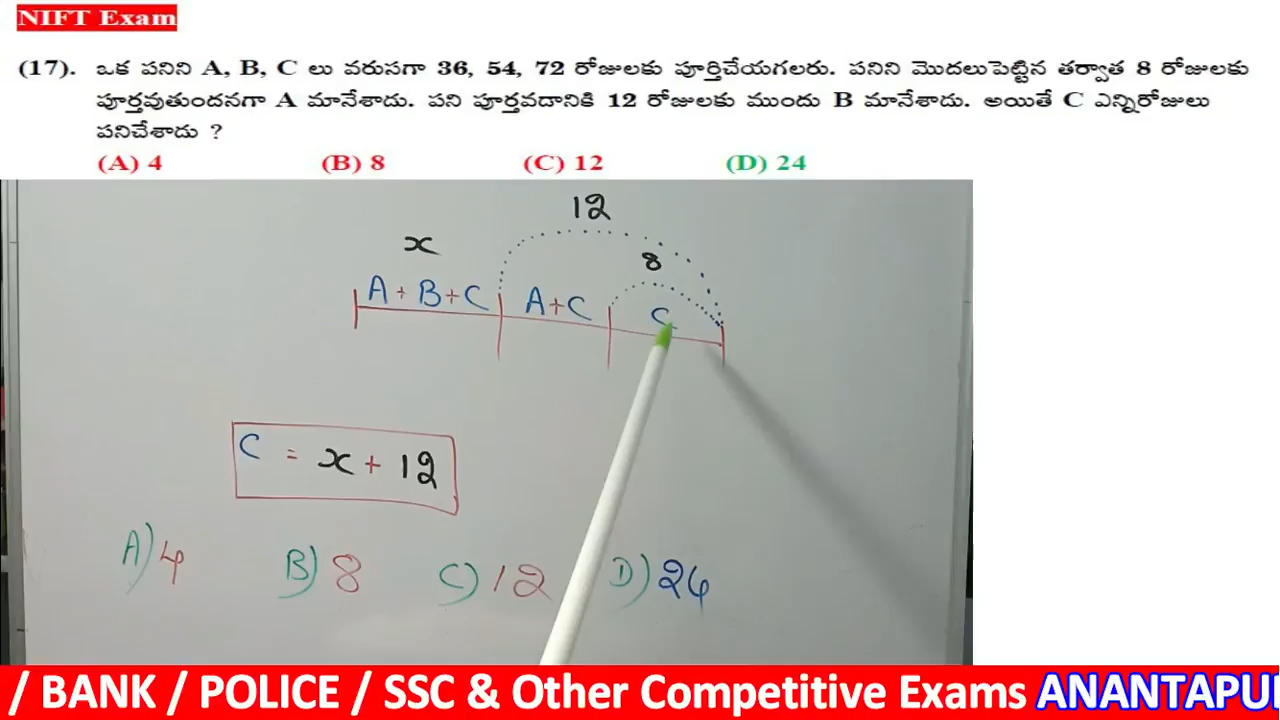 NIFT Exam
(17). ఒక పనిని A, B, C లు వరుసగా 36, 54, 72 రోజులకు పూర్తిచేయగలరు. పనిని మొదలుపెట్టిన తర్వాత 8 రోజులకు
పూర్తవుతుందనగా A మానేశాడు. పని పూర్తవడానికి 12 రోజులకు ముందు B మానేశాడు. అయితే C ఎన్నిరోజులు
పనిచేశాడు ?
(A) 4 (B) 8 (C) 12 (D) 24
12
x 8
A+B+C A+C C
C = x + 12
A) 4 B) 8 C) 12 D) 24
/ BANK / POLICE / SSC & Other Competitive Exams ANANTAPU